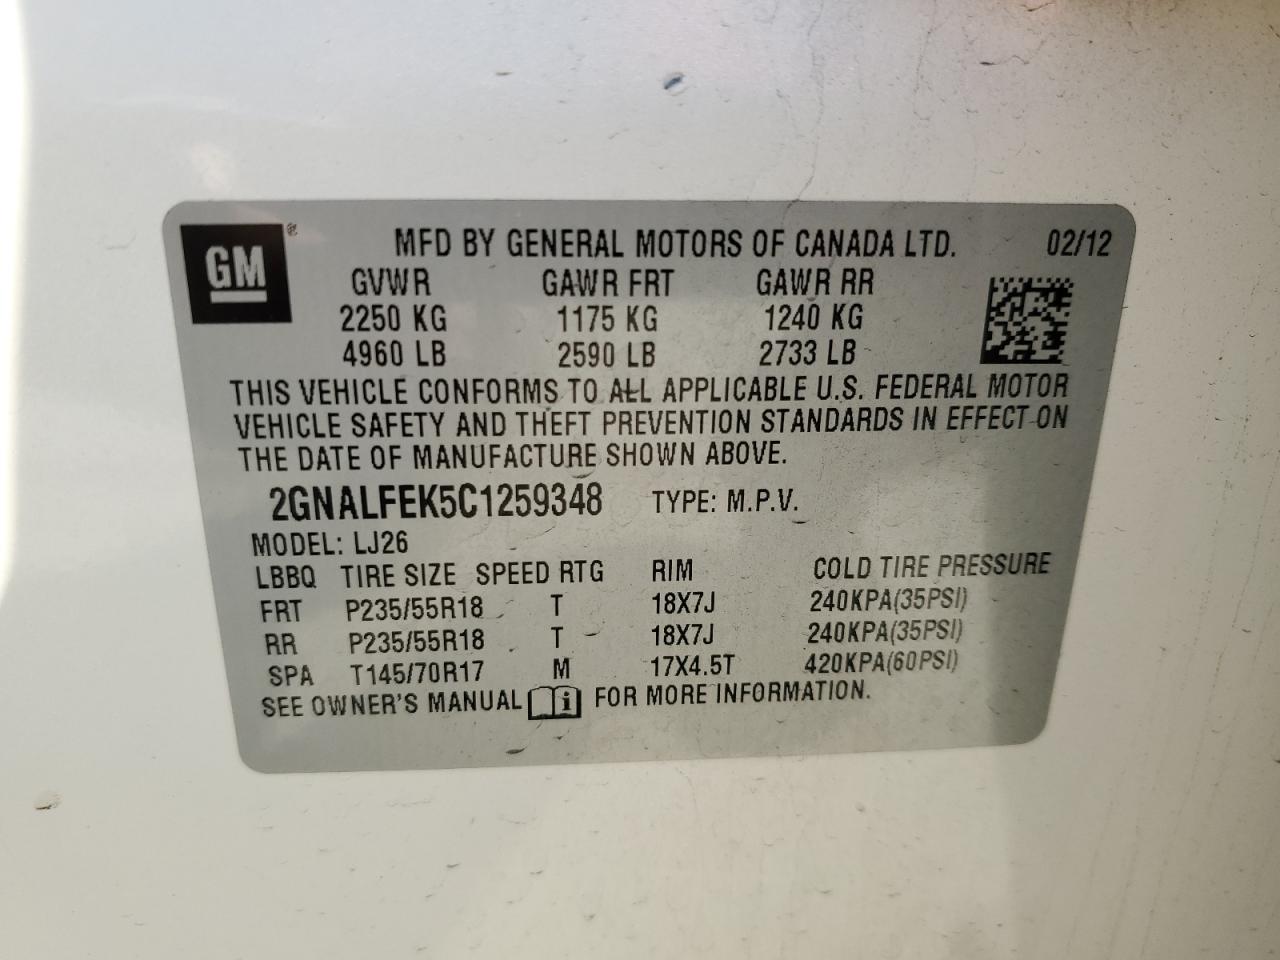 GM®
MFD BY GENERAL MOTORS OF CANADA LTD. 02/12
GVWR GAWR FRT GAWR RR
2250 KG 1175 KG 1240 KG
4960 LB 2590 LB 2733 LB
THIS VEHICLE CONFORMS TO ALL APPLICABLE U.S. FEDERAL MOTOR
VEHICLE SAFETY AND THEFT PREVENTION STANDARDS IN EFFECT ON
THE DATE OF MANUFACTURE SHOWN ABOVE.
2GNALFEK5C1259348 TYPE: M.P.V.
MODEL: LJ26
LBBQ TIRE SIZE SPEED RTG RIM COLD TIRE PRESSURE
FRT P235/55R18 T 18X7J 240KPA(35PSI)
RR P235/55R18 T 18X7J 240KPA(35PSI)
SPA T145/70R17 M 17X4.5T 420KPA(60PSI)
SEE OWNER'S MANUAL i FOR MORE INFORMATION.